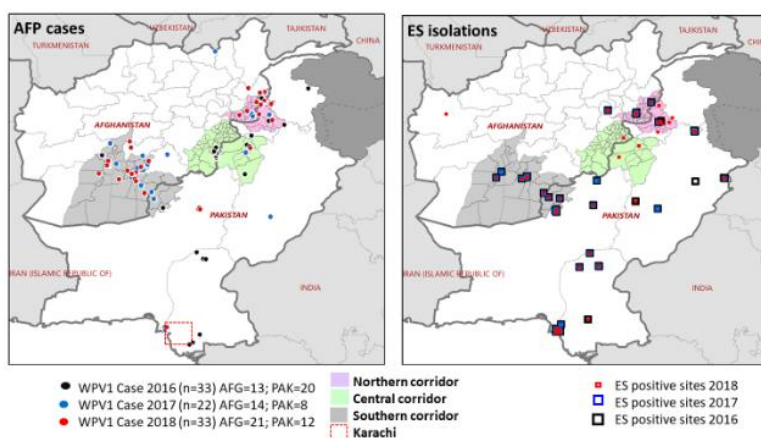 AFP cases
UZBEKISTAN
TAJIKISTAN
TURKMENISTAN
CHINA
AFGHANISTAN
PAKISTAN
IRAN (ISLAMIC REPUBLIC OF)
INDIA
ES isolations
UZBEKISTAN
TAJIKISTAN
TURKMENISTAN
CHINA
AFGHANISTAN
PAKISTAN
IRAN (ISLAMIC REPUBLIC OF)
INDIA
WPV1 Case 2016 (n=33) AFG=13; PAK=20
WPV1 Case 2017 (n=22) AFG=14; PAK=8
WPV1 Case 2018 (n=33) AFG=21; PAK=12
Northern corridor
Central corridor
Southern corridor
Karachi
ES positive sites 2018
ES positive sites 2017
ES positive sites 2016